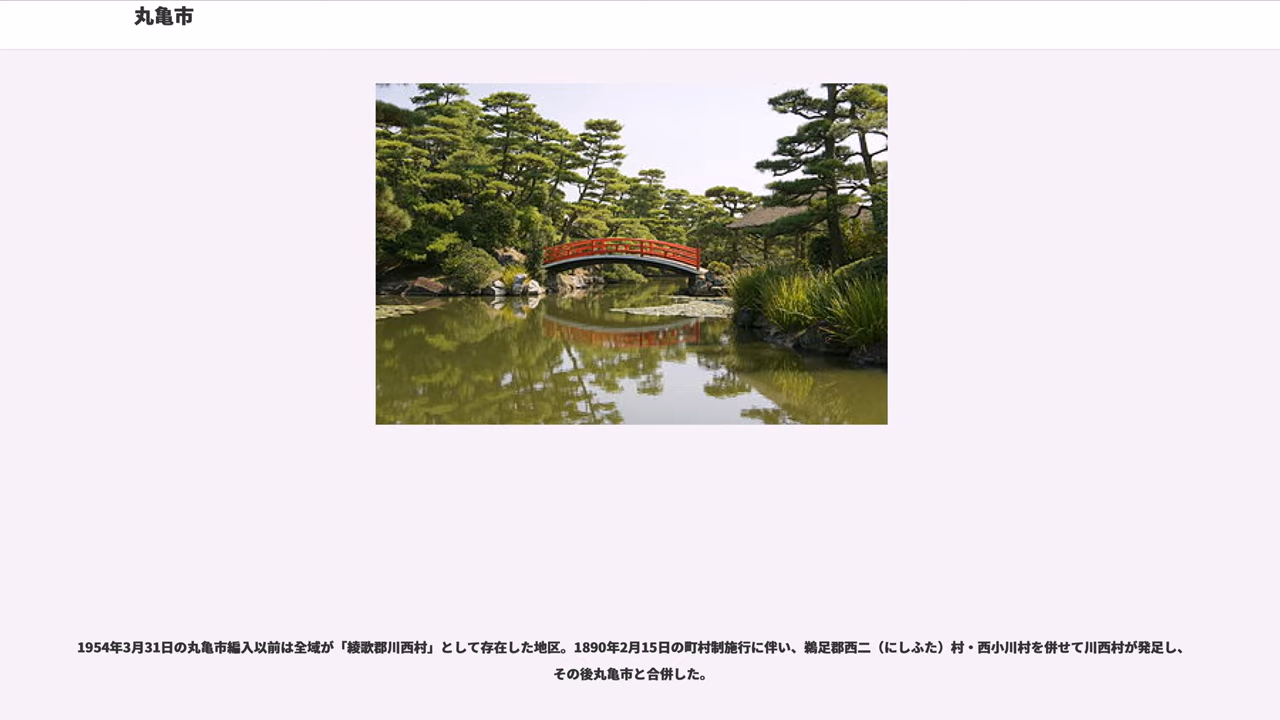 丸亀市
1954年3月31日の丸亀市編入以前は全域が「綾歌郡川西村」として存在した地区。1890年2月15日の町村制施行に伴い、鵜足郡西二（にしふた）村・西小川村を併せて川西村が発足し、
その後丸亀市と合併した。